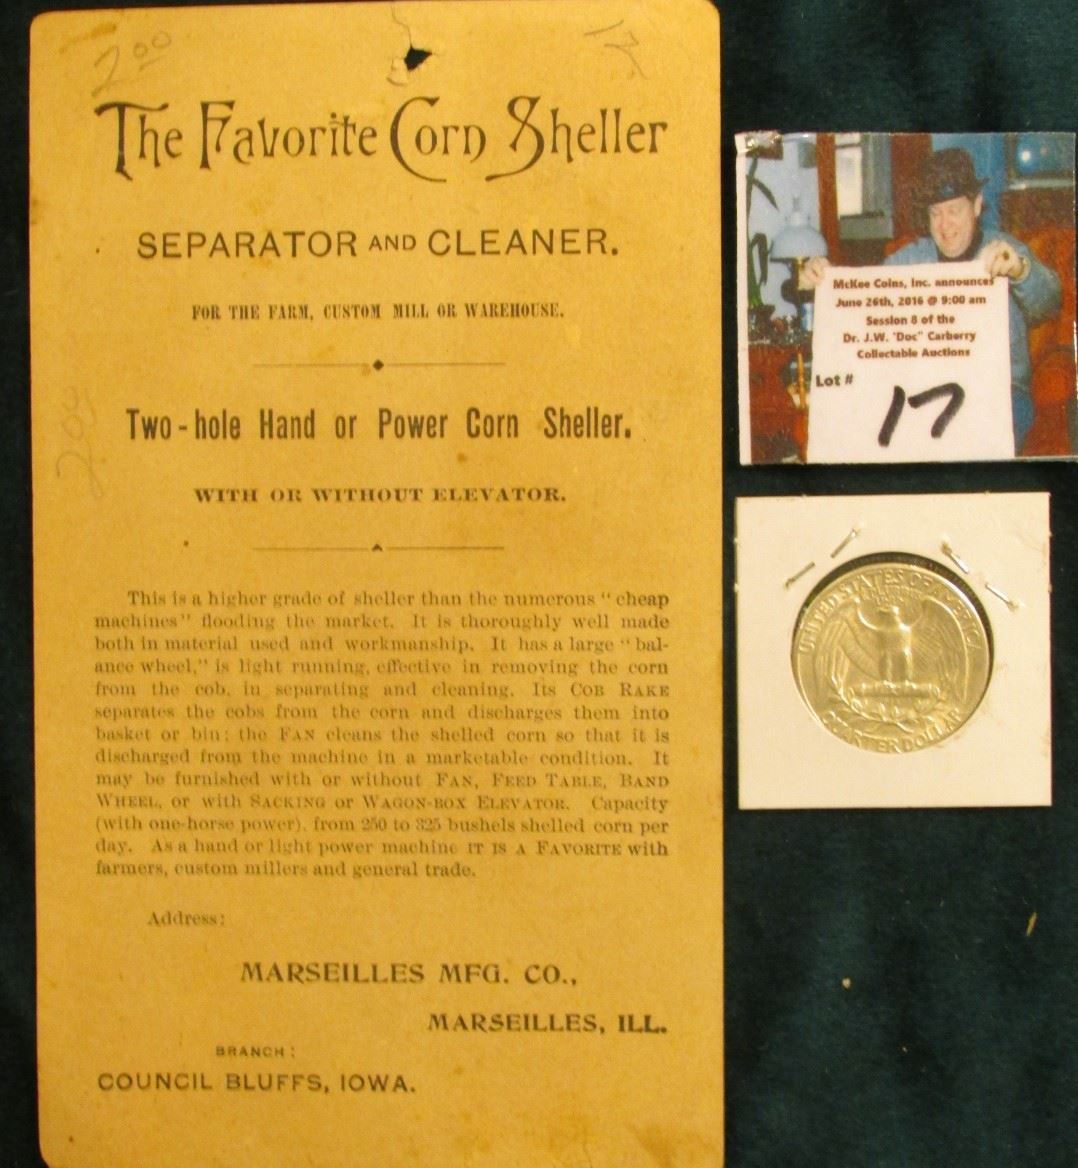 2 00
12
The Favorite Corn Sheller
SEPARATOR AND CLEANER.
FOR THE FARM, CUSTOM MILL OR WAREHOUSE.
Two-hole Hand or Power Corn Sheller.
WITH OR WITHOUT ELEVATOR.
This is a higher grade of sheller than the numerous "cheap
machines" flooding the market. It is thoroughly well made
both in material used and workmanship. It has a large "bal-
ance wheel," is light running, effective in removing the corn
from the cob, in separating and cleaning. Its COB RAKE
separates the cobs from the corn and discharges them into
basket or bin; the FAN cleans the shelled corn so that it is
discharged from the machine in a marketable condition. It
may be furnished with or without FAN, FEED TABLE, BAND
WHEEL, or with SACKING or WAGON-BOX ELEVATOR. Capacity
(with one-horse power), from 250 to 325 bushels shelled corn per
day. As a hand or light power machine IT IS A FAVORITE with
farmers, custom millers and general trade.
Address:
MARSEILLES MFG. CO.,
MARSEILLES, ILL.
BRANCH:
COUNCIL BLUFFS, IOWA.
200
McKee Coins, Inc. announces
June 26th, 2016 @ 9:00 am
Session 8 of the
Dr. J.W. 'Doc" Carberry
Collectable Auctions
Lot #
17
UNITED STATES OF AMERICA
QUARTER DOLLAR